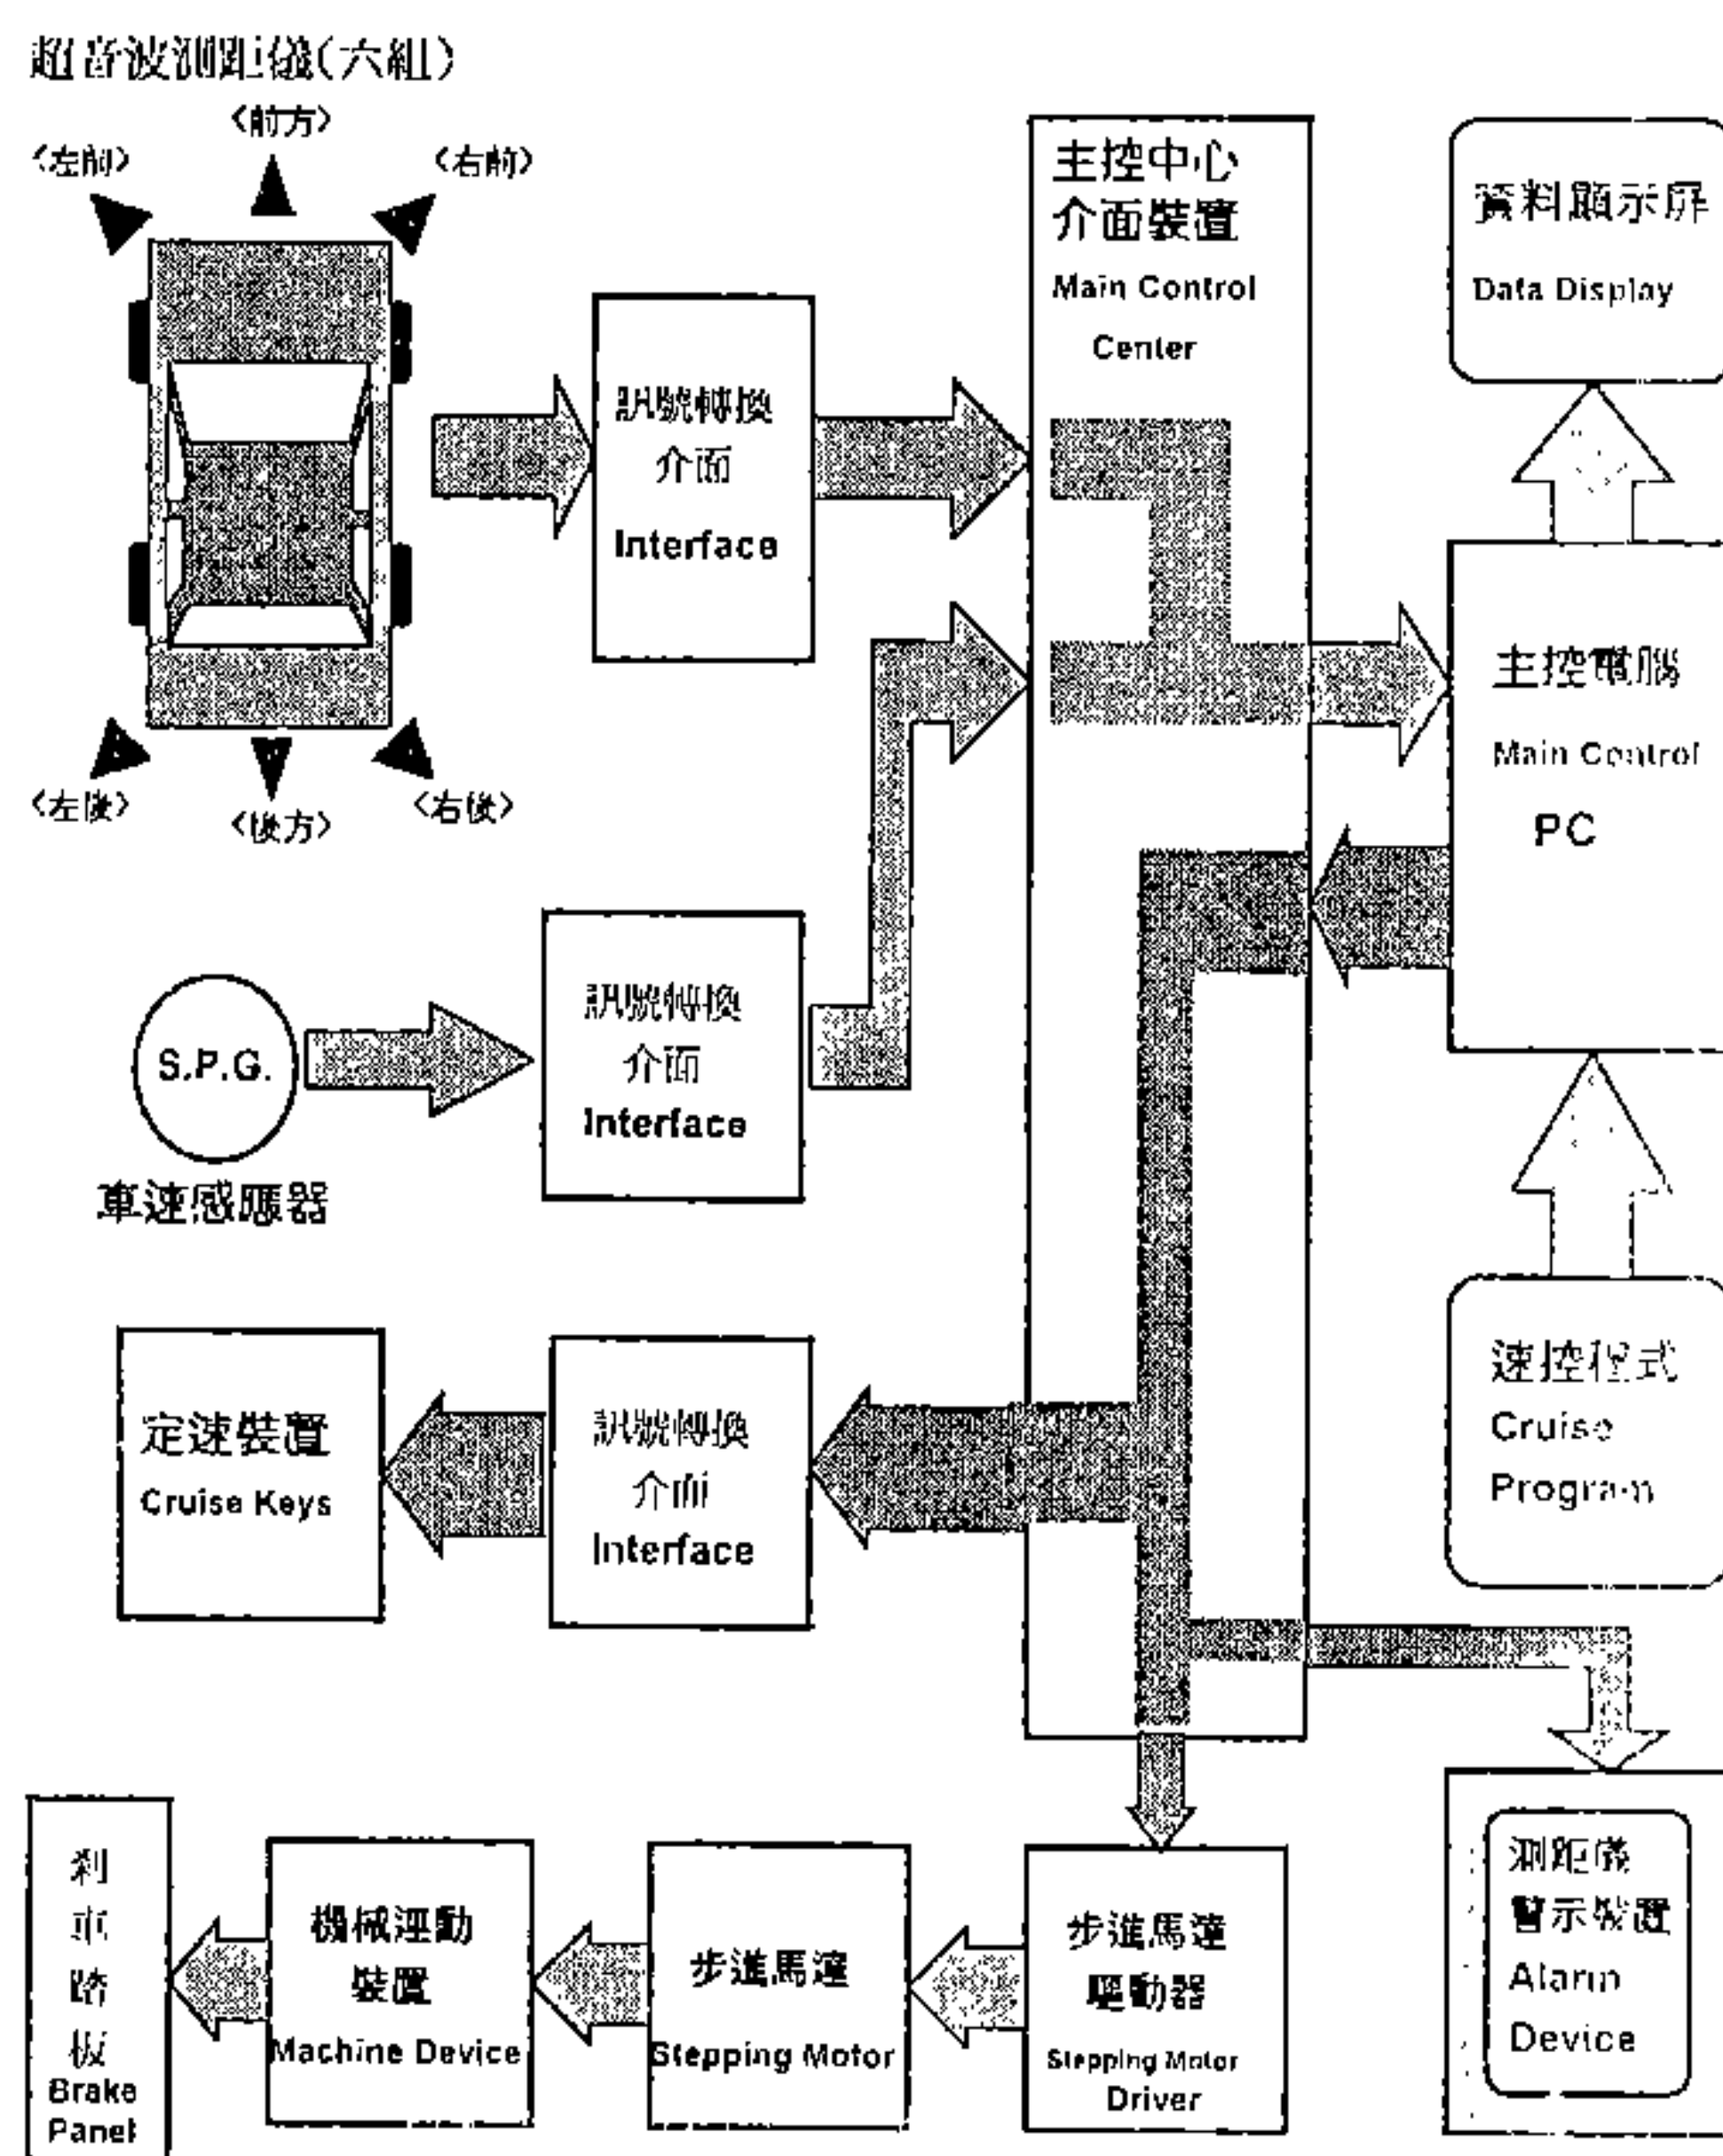 超音波測距儀(六組)
<前方>
<左前>
<右前>
<左後>
<後方>
<右後>
訊號轉換
介面
Interface
主控中心
介面裝置
Main Control
Center
資料顯示屏
Data Display
主控電腦
Main Control
PC
S.P.G.
車速感應器
訊號轉換
介面
Interface
速控程式
Cruise
Program
定速裝置
Cruise Keys
訊號轉換
介面
Interface
剎
車
踏
板
Brake
Panel
機械運動
裝置
Machine Device
步進馬達
Stepping Motor
步進馬達
驅動器
Stepping Motor
Driver
測距儀
警示裝置
Alarm
Device